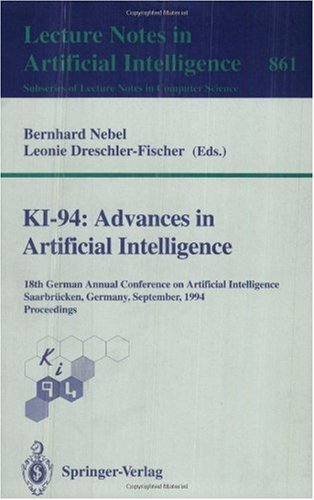 Lecture Notes in
Artificial Intelligence 861
Subseries of Lecture Notes in Computer Science
Bernhard Nebel
Leonie Dreschler-Fischer (Eds.)
KI-94: Advances in
Artificial Intelligence
18th German Annual Conference on Artificial Intelligence
Saarbrücken, Germany, September, 1994
Proceedings
Ki
94
Springer-Verlag